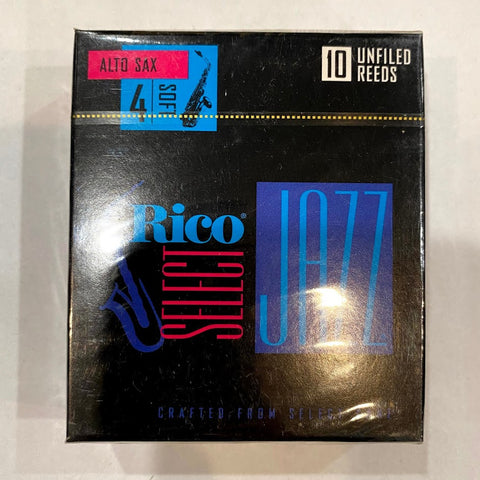 ALTO SAX
4 SOFT
10 UNFILED
REEDS
Rico®
SELECT
JAZZ
CRAFTED FROM SELECT